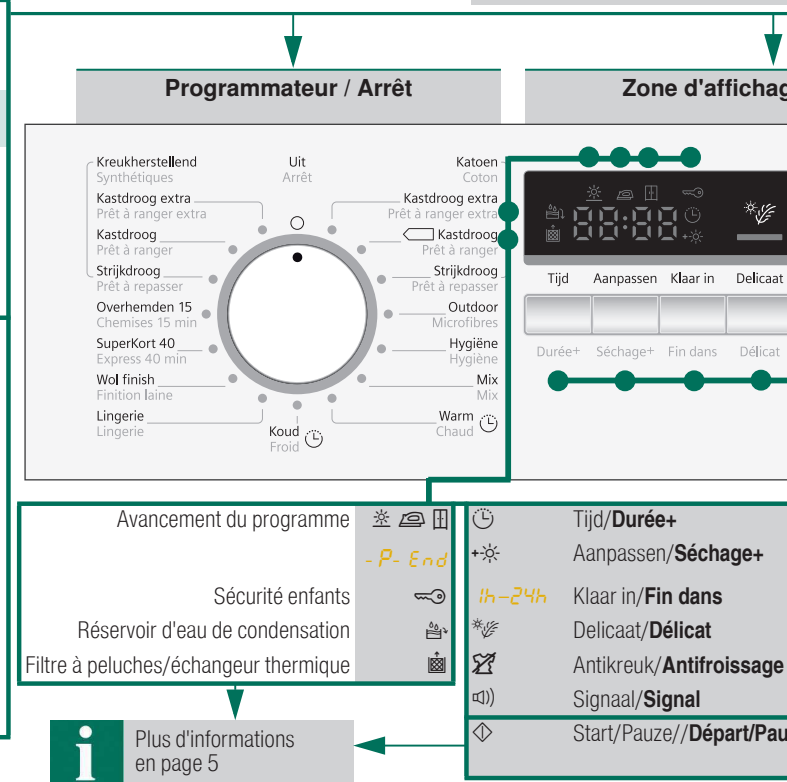 Programmateur / Arrêt
Zone d'affichag
Kreukherstellend
Synthétiques
Kastdroog extra
Prêt à ranger extra
Kastdroog
Prêt à ranger
Strijkdroog
Prêt à repasser
Overhemden 15
Chemises 15 min
SuperKort 40
Express 40 min
Wol finish
Finition laine
Lingerie
Lingerie
Uit
Arrêt
Koud
Froid
Katoen
Coton
Kastdroog extra
Prêt à ranger extra
Kastdroog
Prêt à ranger
Strijkdroog
Prêt à repasser
Outdoor
Microfibres
Hygiëne
Hygiène
Mix
Mix
Warm
Chaud
88:88
Tijd Aanpassen Klaar in Delicaat
Durée+ Séchage+ Fin dans Délicat
Avancement du programme
-P- End
Sécurité enfants
Réservoir d'eau de condensation
Filtre à peluches/échangeur thermique
Tijd/Durée+
Aanpassen/Séchage+
1h-24h Klaar in/Fin dans
Delicaat/Délicat
Antikreuk/Antifroissage
Signaal/Signal
Start/Pauze//Départ/Pau
i
Plus d'informations
en page 5